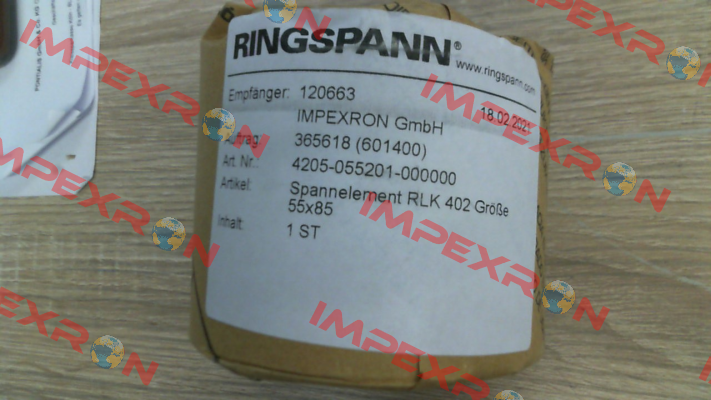 RINGSPANN®
www.ringspann.com
Empfänger: 120663
18.02.2021
IMPEXRON GmbH
Auftrag: 365618 (601400)
Art. Nr.: 4205-055201-000000
Artikel: Spannelement RLK 402 Größe
55x85
Inhalt: 1 ST
IMPEXRON
IMPEXRON
IMPEXRON
IMPEXRON
IMPEXRON